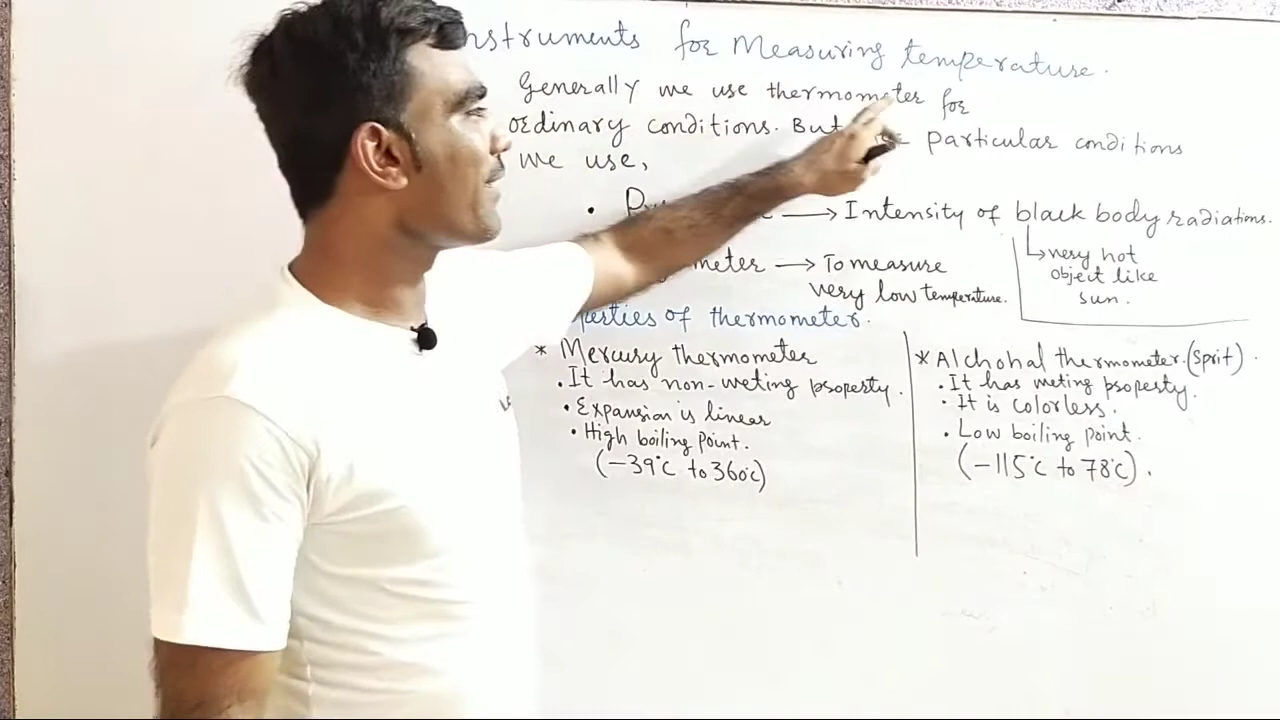 nstruments for Measuring temperature.
Generally we use thermometer for
ordinary conditions. But particular conditions
we use,
• → Intensity of black body radiations.
↳ very hot
object like
sun.
meter → To measure
very low temperature.
perties of thermometer.
* Mercury thermometer
• It has non-weting property.
• Expansion is linear
• High boiling point.
(-39°c to 360°c)
* Alchohal thermometer. (Sprit).
• It has weting property.
• It is colorless.
• Low boiling point.
(-115°c to 78°c).